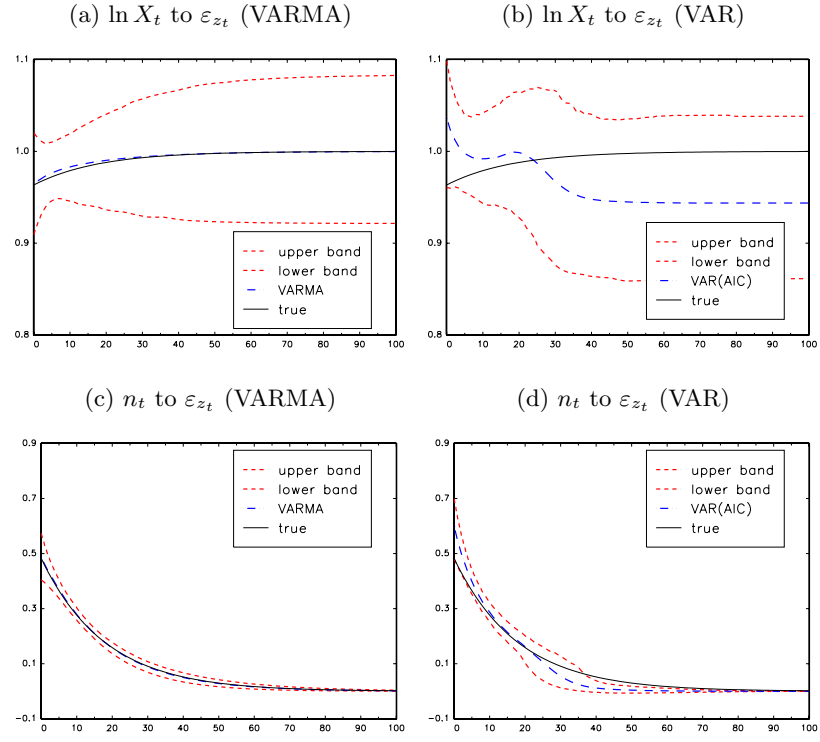 (a) ln X_t to ε_{z_t} (VARMA)
(b) ln X_t to ε_{z_t} (VAR)
1.1
1.0
0.9
0.8
upper band
lower band
VARMA
true
0 10 20 30 40 50 60 70 80 90 100
1.1
1.0
0.9
0.8
upper band
lower band
VAR(AIC)
true
0 10 20 30 40 50 60 70 80 90 100
(c) n_t to ε_{z_t} (VARMA)
(d) n_t to ε_{z_t} (VAR)
0.9
0.7
0.5
0.3
0.1
-0.1
upper band
lower band
VARMA
true
0 10 20 30 40 50 60 70 80 90 100
0.9
0.7
0.5
0.3
0.1
-0.1
upper band
lower band
VAR(AIC)
true
0 10 20 30 40 50 60 70 80 90 100